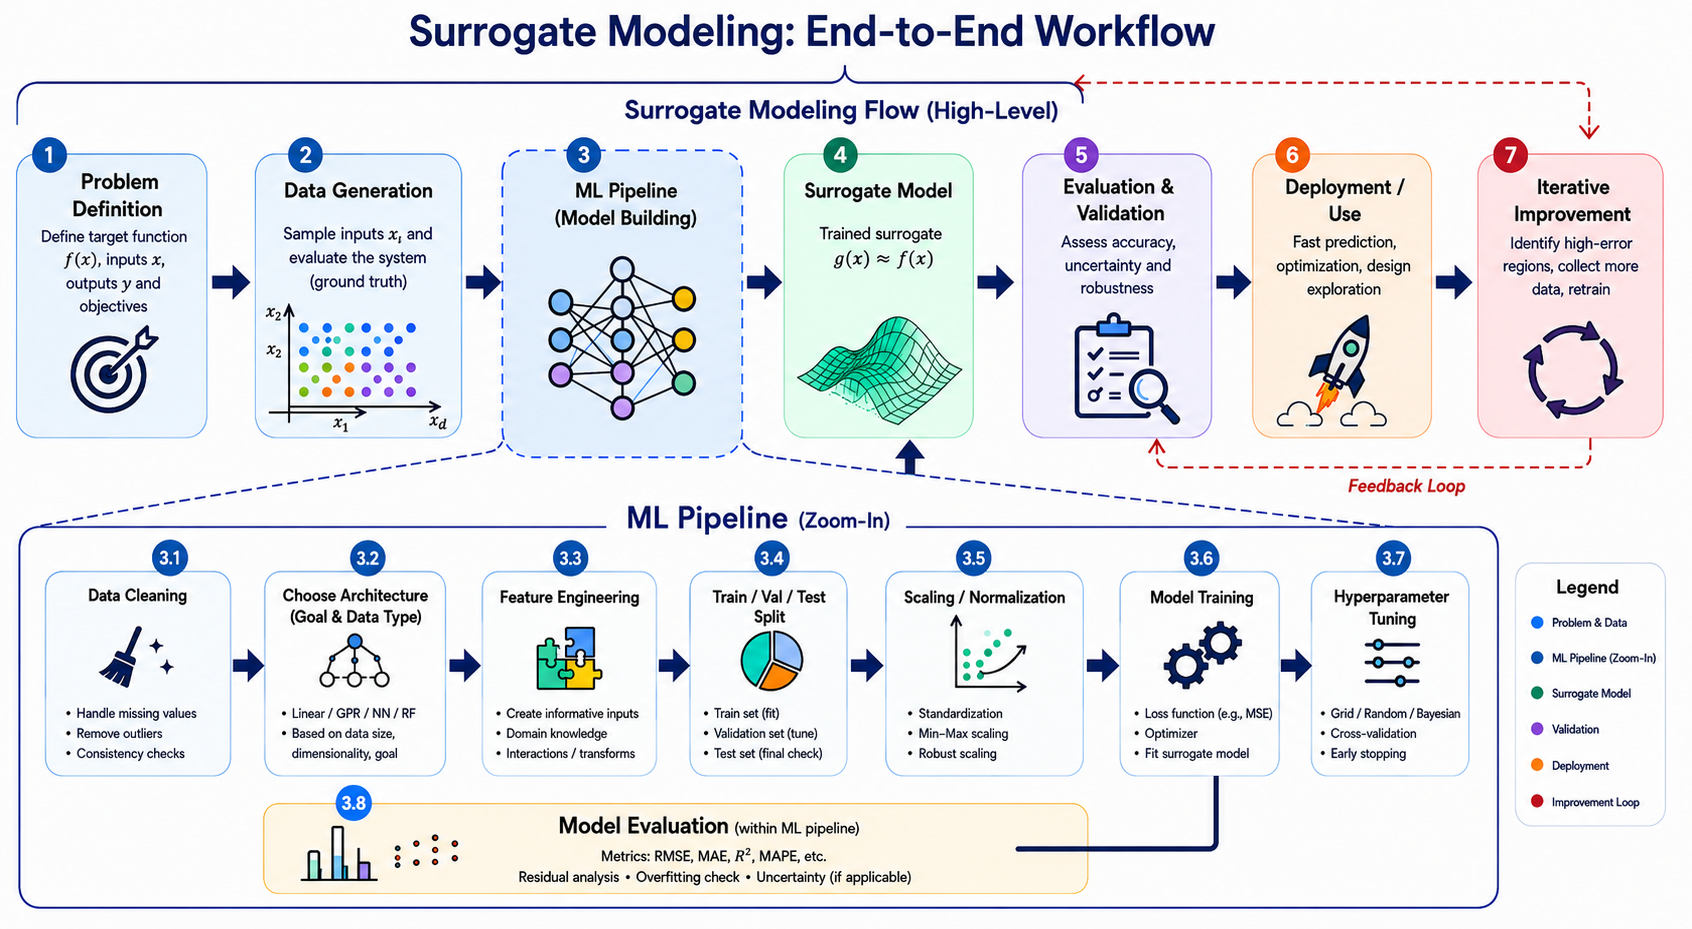 Surrogate Modeling: End-to-End Workflow
Surrogate Modeling Flow (High-Level)
1
Problem
Definition
Define target function
f(x), inputs x,
outputs y and
objectives
2
Data Generation
Sample inputs xᵢ and
evaluate the system
(ground truth)
x₂
x₂
x₁
x_d
3
ML Pipeline
(Model Building)
4
Surrogate Model
Trained surrogate
g(x) ≈ f(x)
5
Evaluation &
Validation
Assess accuracy,
uncertainty and
robustness
6
Deployment /
Use
Fast prediction,
optimization, design
exploration
7
Iterative
Improvement
Identify high-error
regions, collect more
data, retrain
Feedback Loop
ML Pipeline (Zoom-In)
3.1
Data Cleaning
• Handle missing values
• Remove outliers
• Consistency checks
3.2
Choose Architecture
(Goal & Data Type)
• Linear / GPR / NN / RF
• Based on data size,
dimensionality, goal
3.3
Feature Engineering
• Create informative inputs
• Domain knowledge
• Interactions / transforms
3.4
Train / Val / Test
Split
• Train set (fit)
• Validation set (tune)
• Test set (final check)
3.5
Scaling / Normalization
• Standardization
• Min–Max scaling
• Robust scaling
3.6
Model Training
• Loss function (e.g., MSE)
• Optimizer
• Fit surrogate model
3.7
Hyperparameter
Tuning
• Grid / Random / Bayesian
• Cross-validation
• Early stopping
3.8
Model Evaluation (within ML pipeline)
Metrics: RMSE, MAE, R², MAPE, etc.
Residual analysis • Overfitting check • Uncertainty (if applicable)
Legend
Problem & Data
ML Pipeline (Zoom-In)
Surrogate Model
Validation
Deployment
Improvement Loop